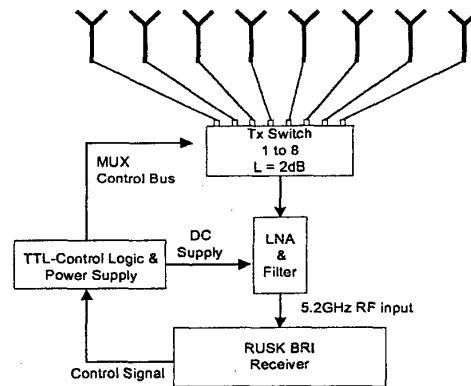 Tx Switch
1 to 8
L = 2dB
MUX
Control Bus
DC
Supply
LNA
&
Filter
TTL-Control Logic &
Power Supply
5.2GHz RF input
RUSK BRI
Receiver
Control Signal